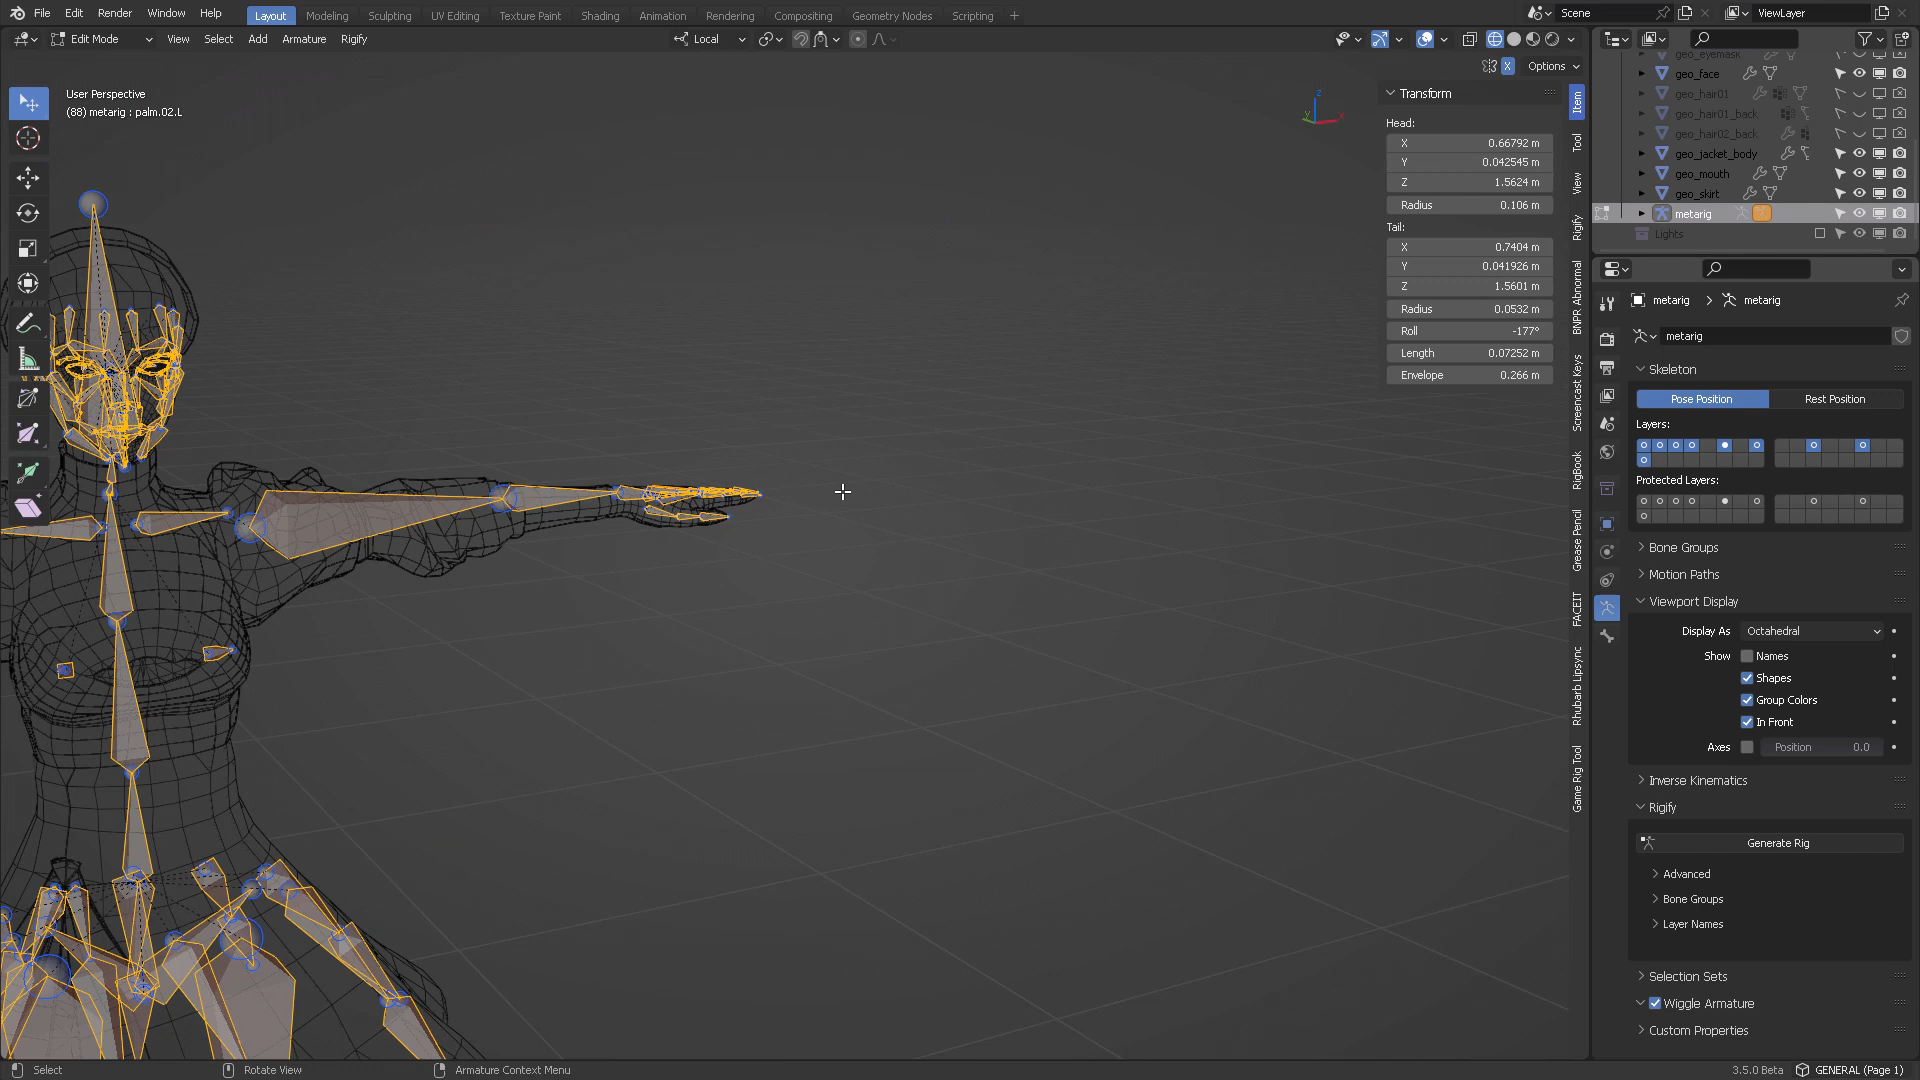 File Edit Render Window Help Layout Modeling Sculpting UV Editing Texture Paint Shading Animation Rendering Compositing Geometry Nodes Scripting + Scene ViewLayer
Edit Mode View Select Add Armature Rigify Local
X Options
User Perspective
(88) metarig : palm.02.L
Z
Y
X
Transform
Head:
X 0.66792 m
Y 0.042545 m
Z 1.5624 m
Radius 0.106 m
Tail:
X 0.7404 m
Y 0.041926 m
Z 1.5601 m
Radius 0.0532 m
Roll -177°
Length 0.07252 m
Envelope 0.266 m
Item
Tool
View
Rigify
BNPR Abnormal
Screencast Keys
RigBook
Grease Pencil
FACEIT
Rhubarb Lipsync
Game Rig Tool
geo_eyemask
geo_face
geo_hair01
geo_hair01_back
geo_hair02_back
geo_jacket_body
geo_mouth
geo_skirt
metarig
Lights
metarig > metarig
metarig
Skeleton
Pose Position Rest Position
Layers:
Protected Layers:
Bone Groups
Motion Paths
Viewport Display
Display As Octahedral
Show Names
Shapes
Group Colors
In Front
Axes Position 0.0
Inverse Kinematics
Rigify
Generate Rig
Advanced
Bone Groups
Layer Names
Selection Sets
Wiggle Armature
Custom Properties
Select Rotate View Armature Context Menu 3.5.0 Beta GENERAL (Page 1)